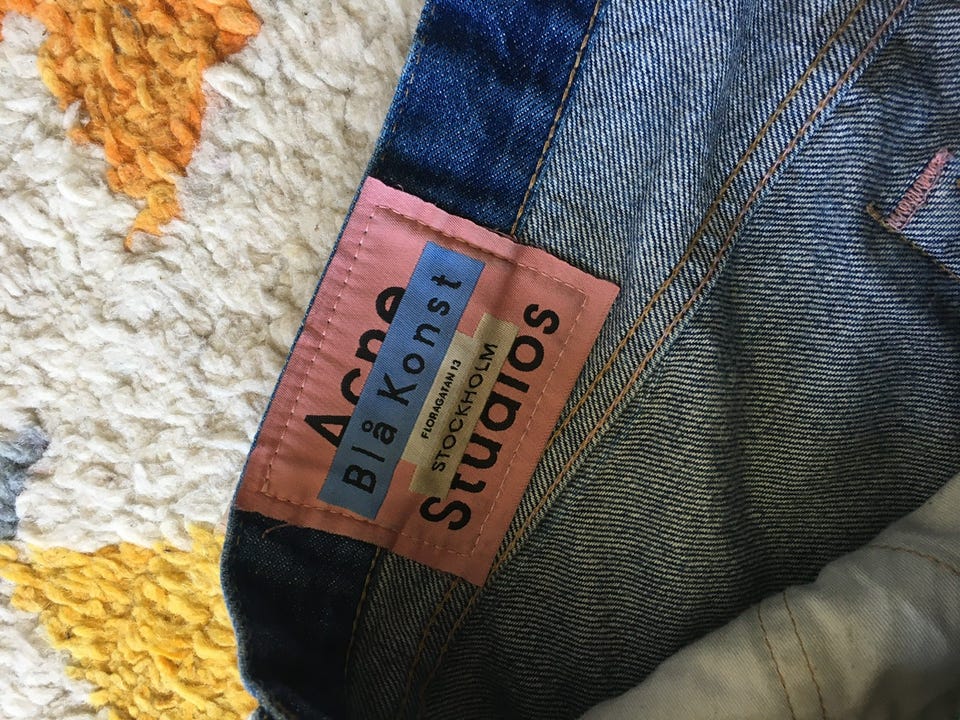 Acne
Blå Konst
FLORAGATAN 13
STOCKHOLM
Studios